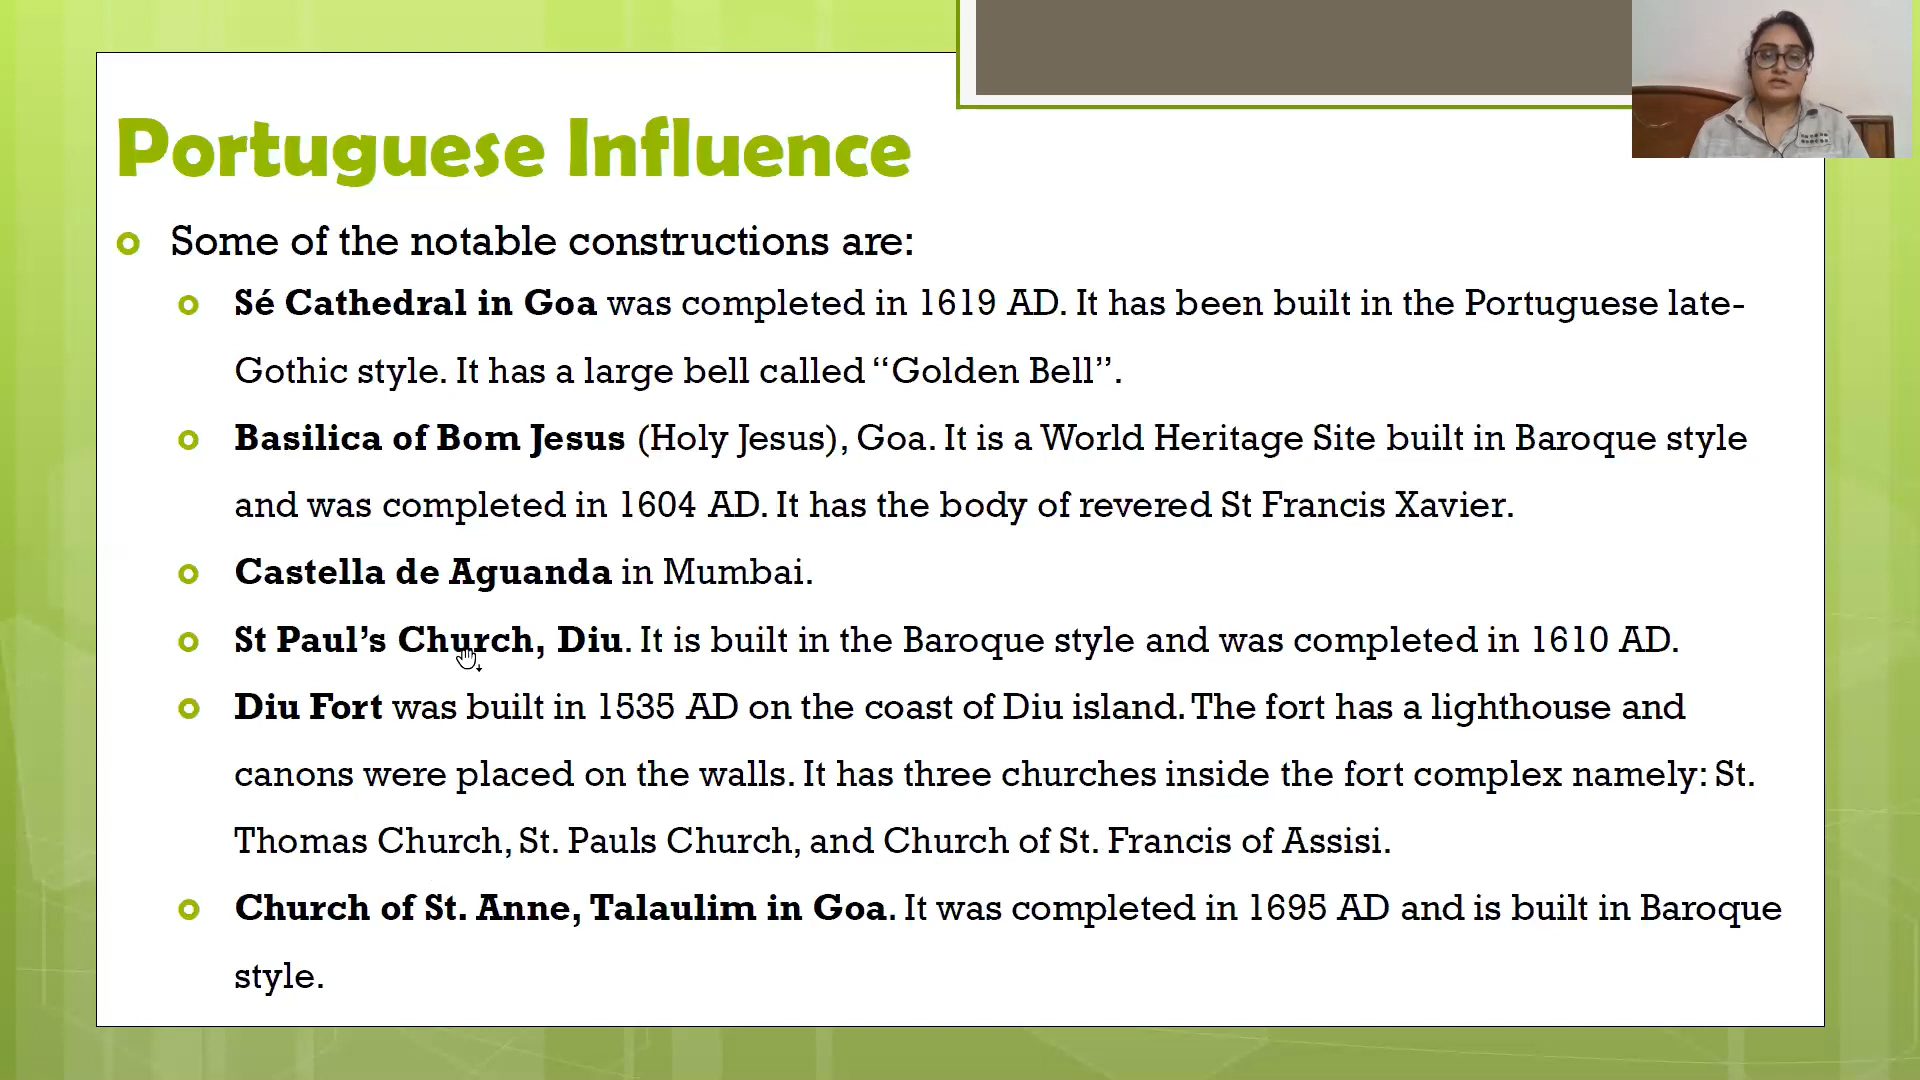 Portuguese Influence
Some of the notable constructions are:
Sé Cathedral in Goa was completed in 1619 AD. It has been built in the Portuguese late-
Gothic style. It has a large bell called “Golden Bell”.
Basilica of Bom Jesus (Holy Jesus), Goa. It is a World Heritage Site built in Baroque style
and was completed in 1604 AD. It has the body of revered St Francis Xavier.
Castella de Aguanda in Mumbai.
St Paul’s Church, Diu. It is built in the Baroque style and was completed in 1610 AD.
Diu Fort was built in 1535 AD on the coast of Diu island. The fort has a lighthouse and
canons were placed on the walls. It has three churches inside the fort complex namely: St.
Thomas Church, St. Pauls Church, and Church of St. Francis of Assisi.
Church of St. Anne, Talaulim in Goa. It was completed in 1695 AD and is built in Baroque
style.